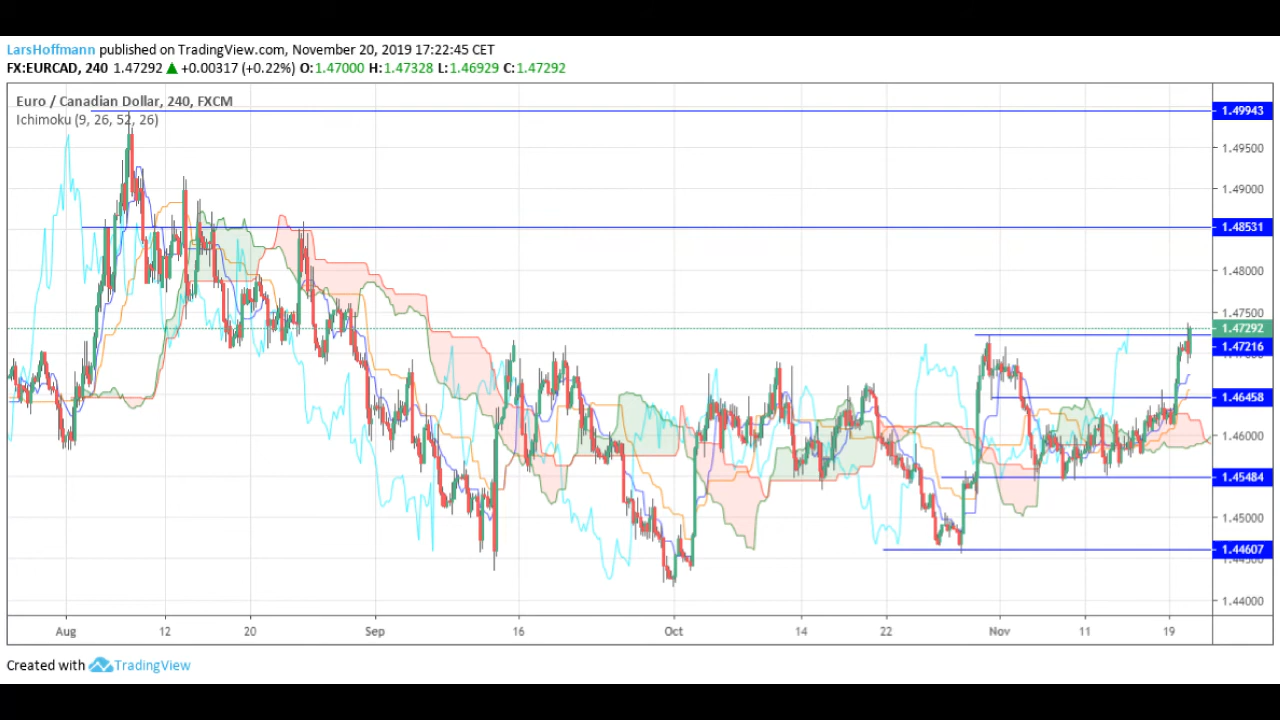 LarsHoffmann published on TradingView.com, November 20, 2019 17:22:45 CET
FX:EURCAD, 240 1.47292 ▲ +0.00317 (+0.22%) O:1.47000 H:1.47328 L:1.46929 C:1.47292
Euro / Canadian Dollar, 240, FXCM
Ichimoku (9, 26, 52, 26)
1.49943
1.49500
1.49000
1.48531
1.48000
1.47500
1.47292
1.47216
1.46458
1.46000
1.45484
1.45000
1.44607
1.44000
Aug 12 20 Sep 16 Oct 14 22 Nov 11 19
Created with TradingView